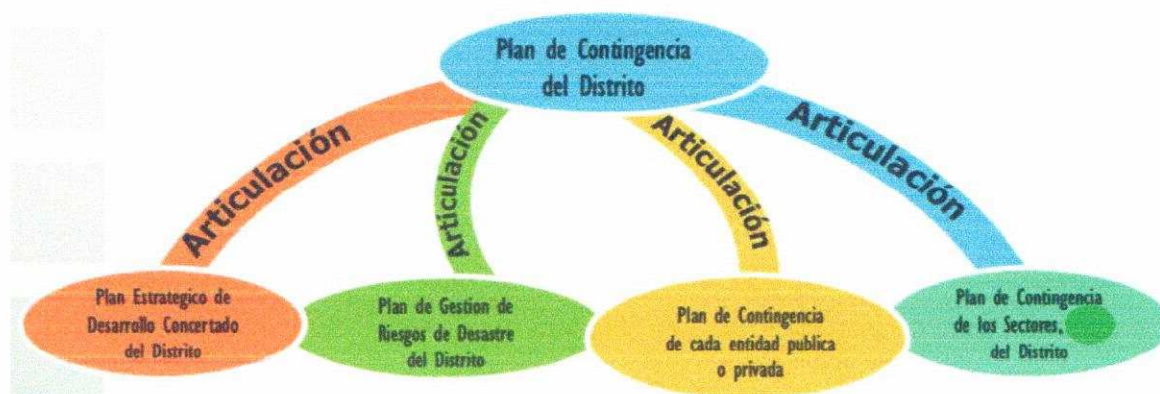 Plan de Contingencia
del Distrito
Articulación
Articulación
Articulación
Articulación
Plan Estrategico de
Desarrollo Concertado
del Distrito
Plan de Gestion de
Riesgos de Desastre
del Distrito
Plan de Contingencia
de cada entidad publica
o privada
Plan de Contingencia
de los Sectores,
del Distrito